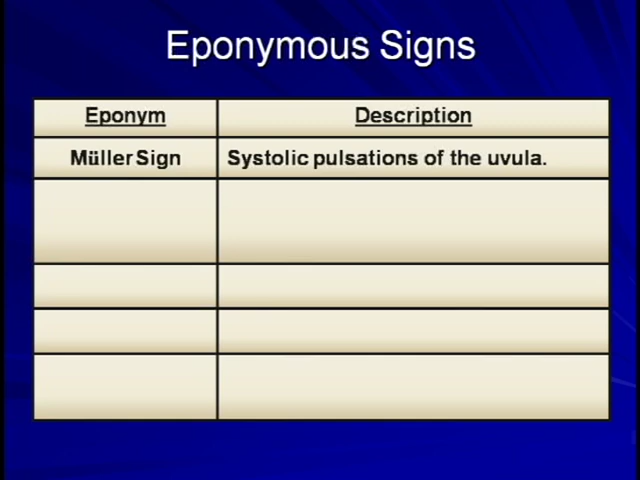 Eponymous Signs
Eponym Description
Müller Sign Systolic pulsations of the uvula.